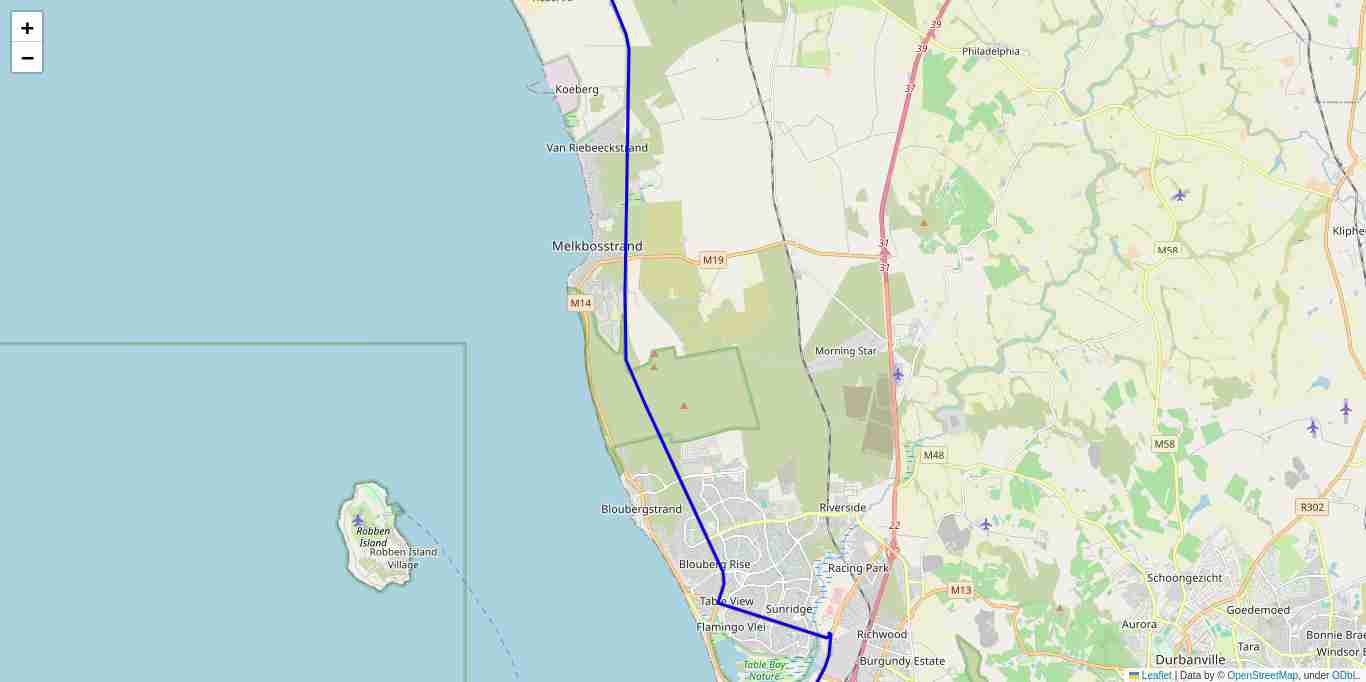 +
−
39
Philadelphia
39
Koeberg
37
Van Riebeeckstrand
Kliphe
Melkbosstrand
31
M58
M19
31
M14
Morning Star
M58
M48
Bloubergstrand
Riverside
R302
22
Robben
Island
Robben Island
Village
Blouberg Rise
Racing Park
Schoongezicht
M13
Table View
Sunridge
Goedemoed
Flamingo Vlei
Richwood
Aurora
Bonnie Brae
Tara
Windsor E
Burgundy Estate
Durbanville
Table Bay
Nature
Leaflet | Data by © OpenStreetMap, under ODbL.